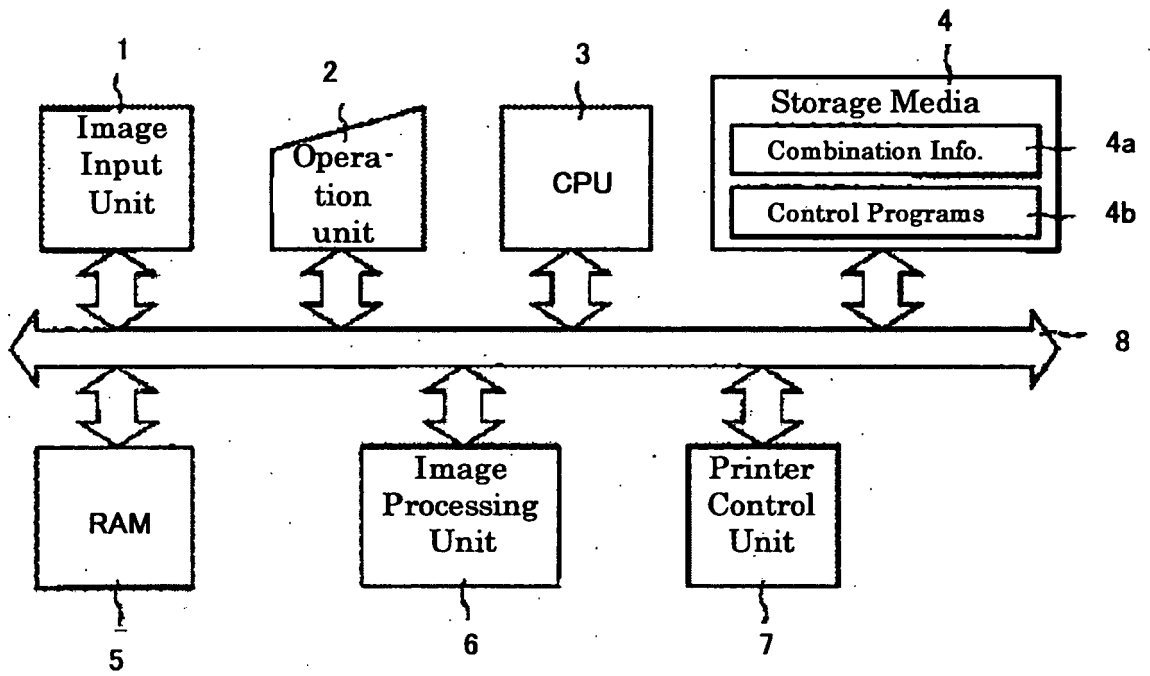 1
2
3
4
Image
Input
Unit
Opera-
tion
unit
CPU
Storage Media
Combination Info.
4a
Control Programs
4b
8
RAM
Image
Processing
Unit
Printer
Control
Unit
5
6
7